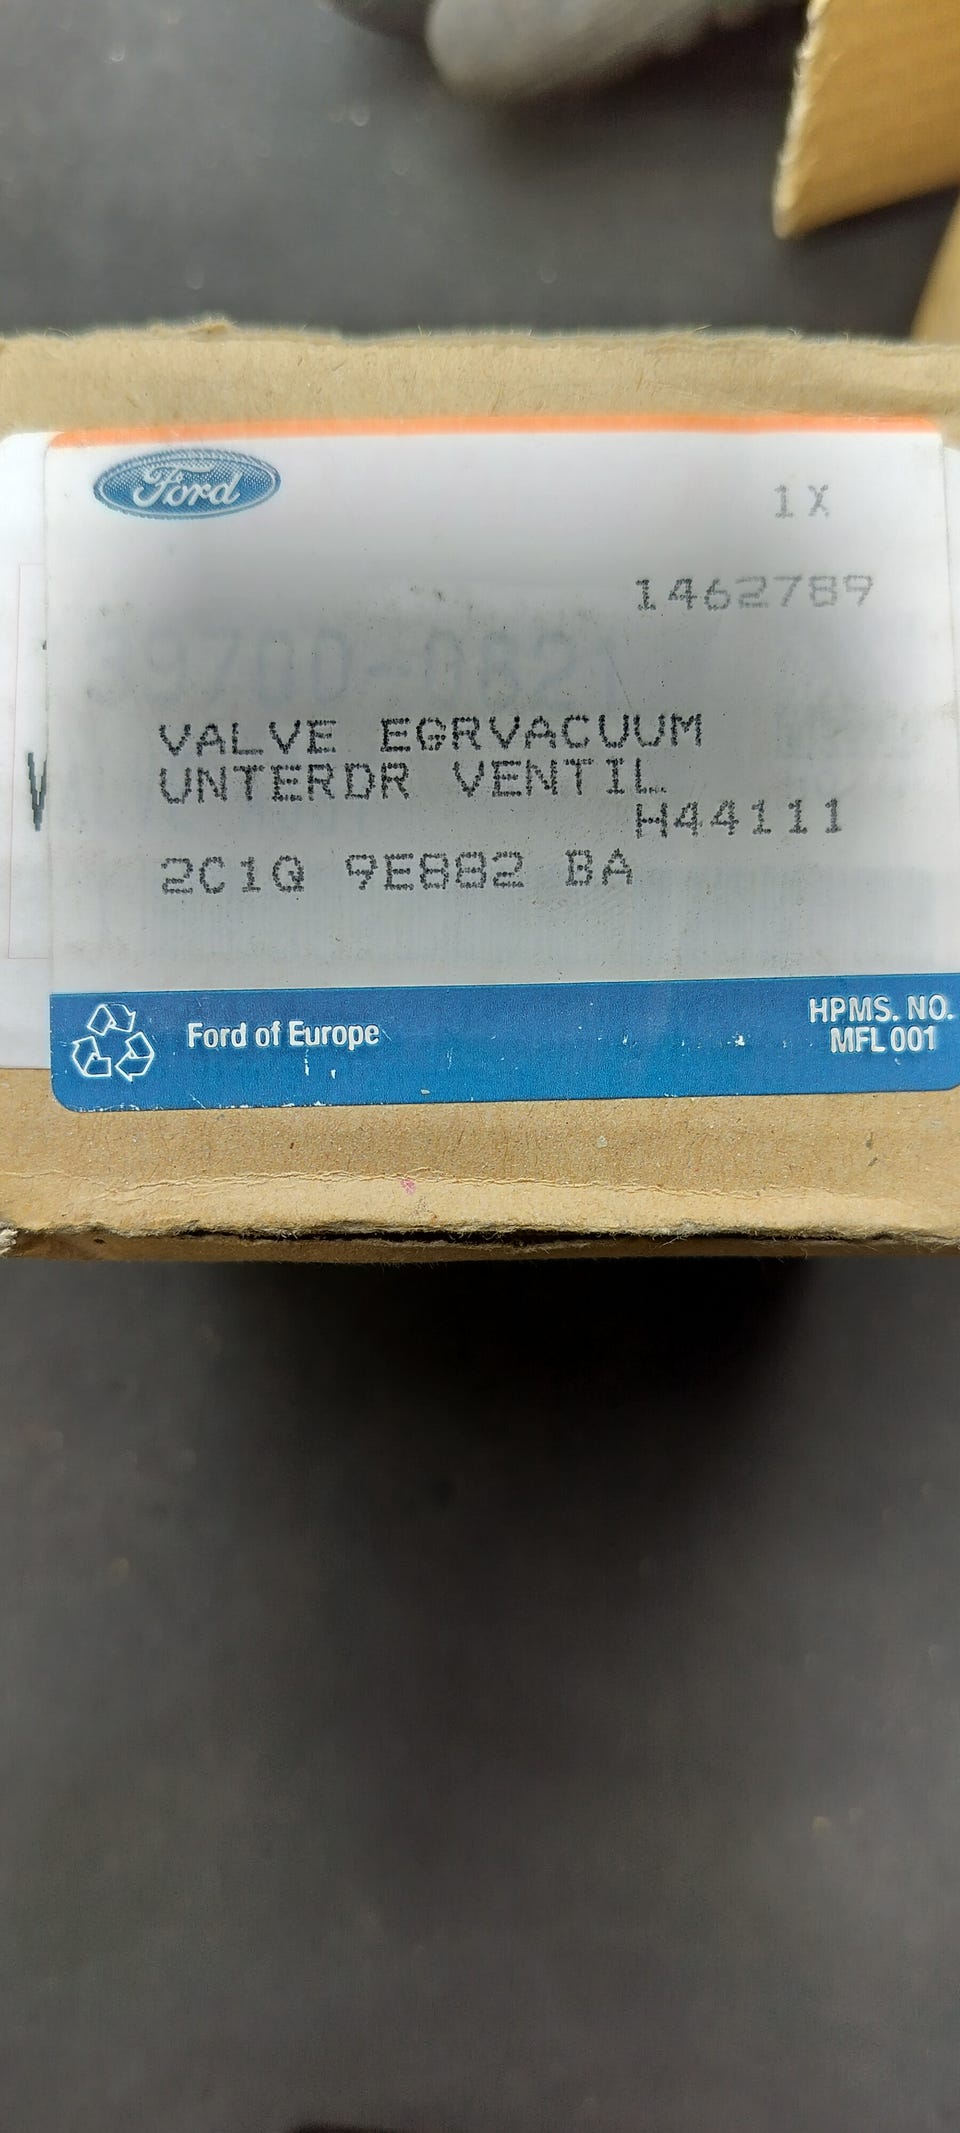 Ford
1X
1462789
VALVE EGRVACUUM
UNTERDR VENTIL
H44111
2C1Q 9E882 BA
Ford of Europe
HPMS. NO.
MFL 001